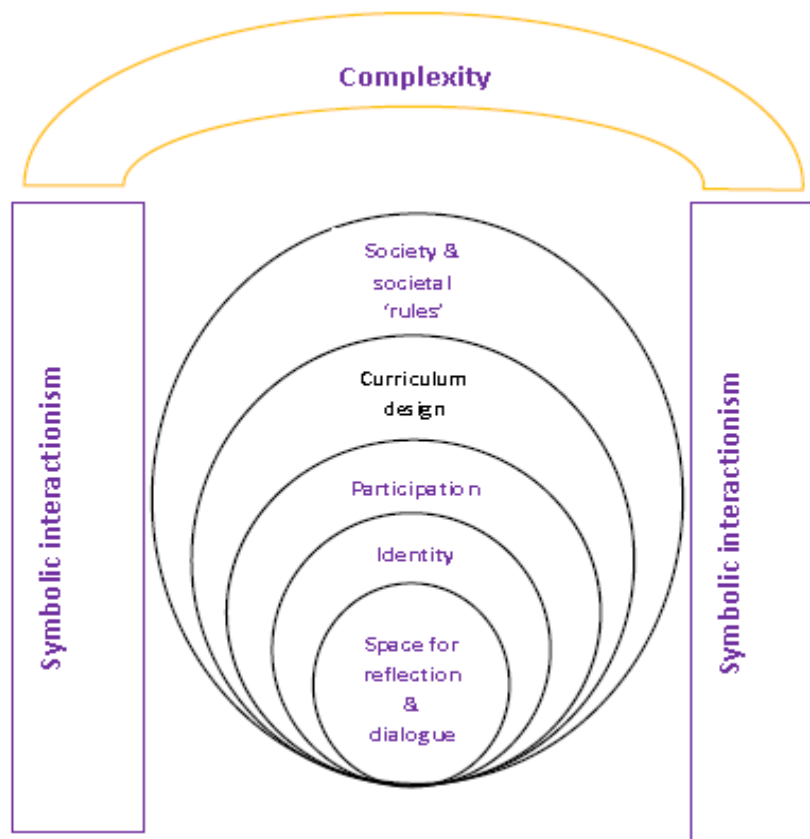 Complexity
Symbolic interactionism
Society &
societal
‘rules’
Curriculum
design
Participation
Identity
Space for
reflection
&
dialogue
Symbolic interactionism